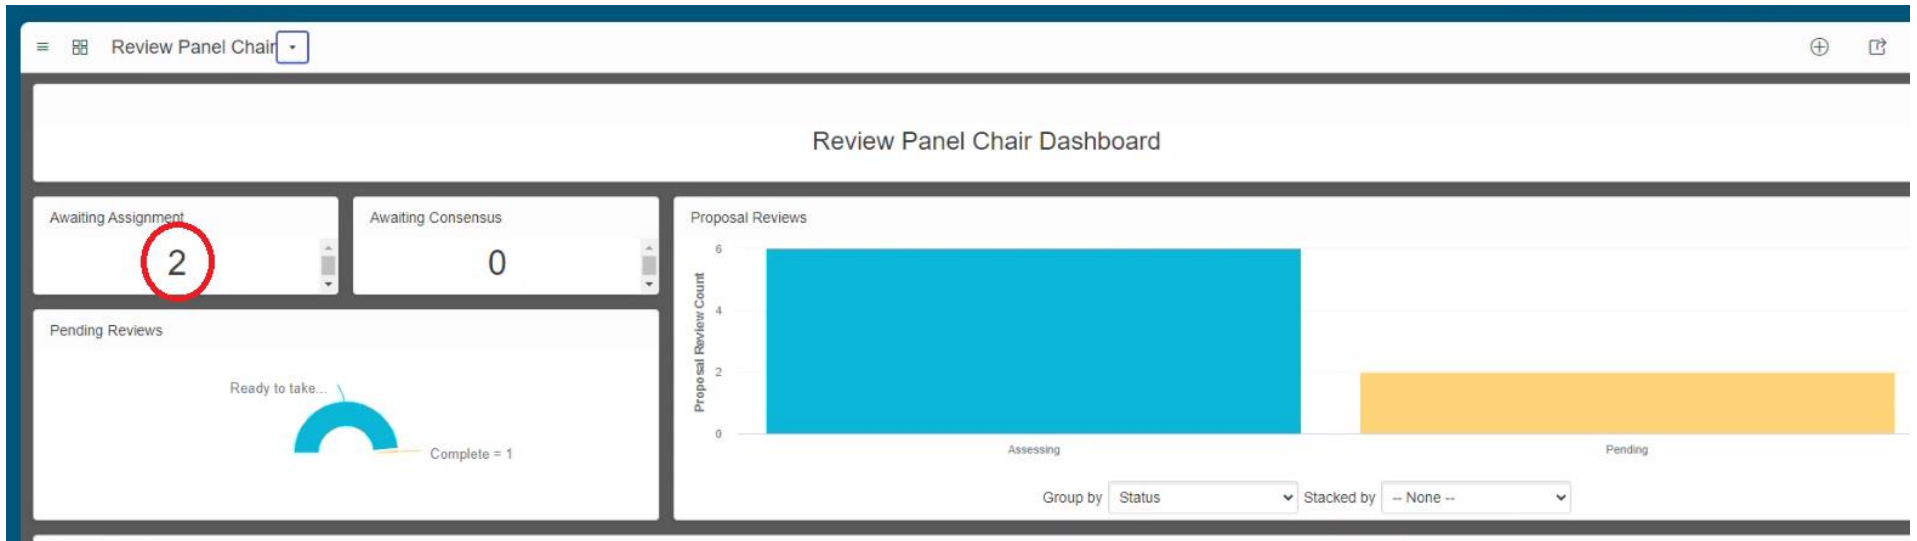 Review Panel Chair
Review Panel Chair Dashboard
Awaiting Assignment
2
Awaiting Consensus
0
Pending Reviews
Ready to take...
Complete = 1
Proposal Reviews
Proposal Review Count
6
4
2
0
Assessing
Pending
Group by Status Stacked by -- None --